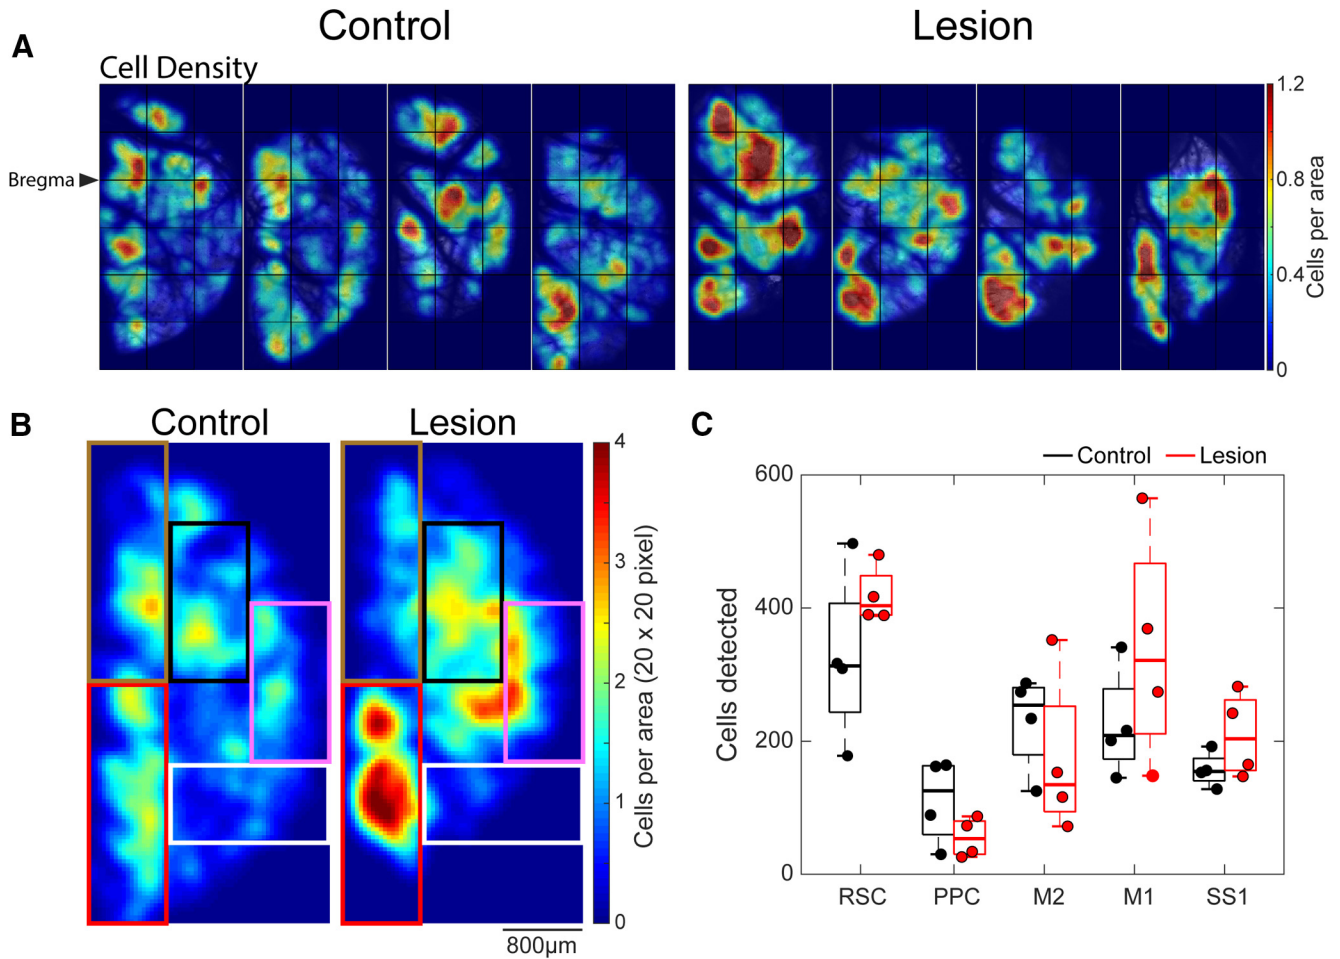 Control
Lesion
A
Cell Density
Bregma
1.2
0.8
0.4
0
Cells per area
B
Control
Lesion
4
3
2
1
0
Cells per area (20 x 20 pixel)
800µm
C
Control
Lesion
600
400
200
0
Cells detected
RSC PPC M2 M1 SS1